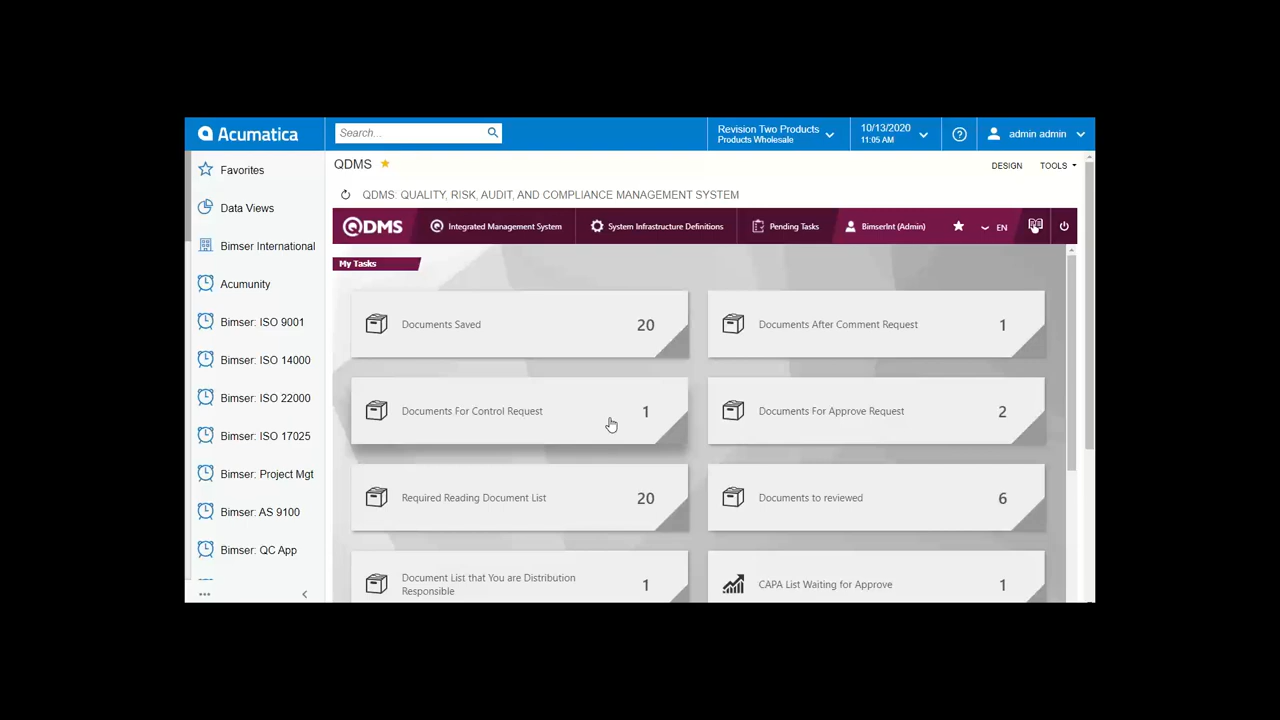 Acumatica
Search...
Revision Two Products
Products Wholesale
10/13/2020
11:05 AM
admin admin
Favorites
Data Views
Bimser International
Acumunity
Bimser: ISO 9001
Bimser: ISO 14000
Bimser: ISO 22000
Bimser: ISO 17025
Bimser: Project Mgt
Bimser: AS 9100
Bimser: QC App
QDMS
DESIGN
TOOLS
QDMS: QUALITY, RISK, AUDIT, AND COMPLIANCE MANAGEMENT SYSTEM
QDMS
Integrated Management System
System Infrastructure Definitions
Pending Tasks
BimserInt (Admin)
EN
My Tasks
Documents Saved 20
Documents After Comment Request 1
Documents For Control Request 1
Documents For Approve Request 2
Required Reading Document List 20
Documents to reviewed 6
Document List that You are Distribution
Responsible 1
CAPA List Waiting for Approve 1